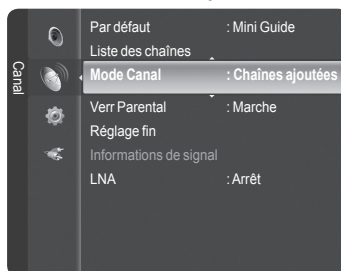 Canal
Par défaut : Mini Guide
Liste des chaînes
Mode Canal : Chaînes ajoutées
Verr Parental : Marche
Réglage fin
Informations de signal
LNA : Arrêt